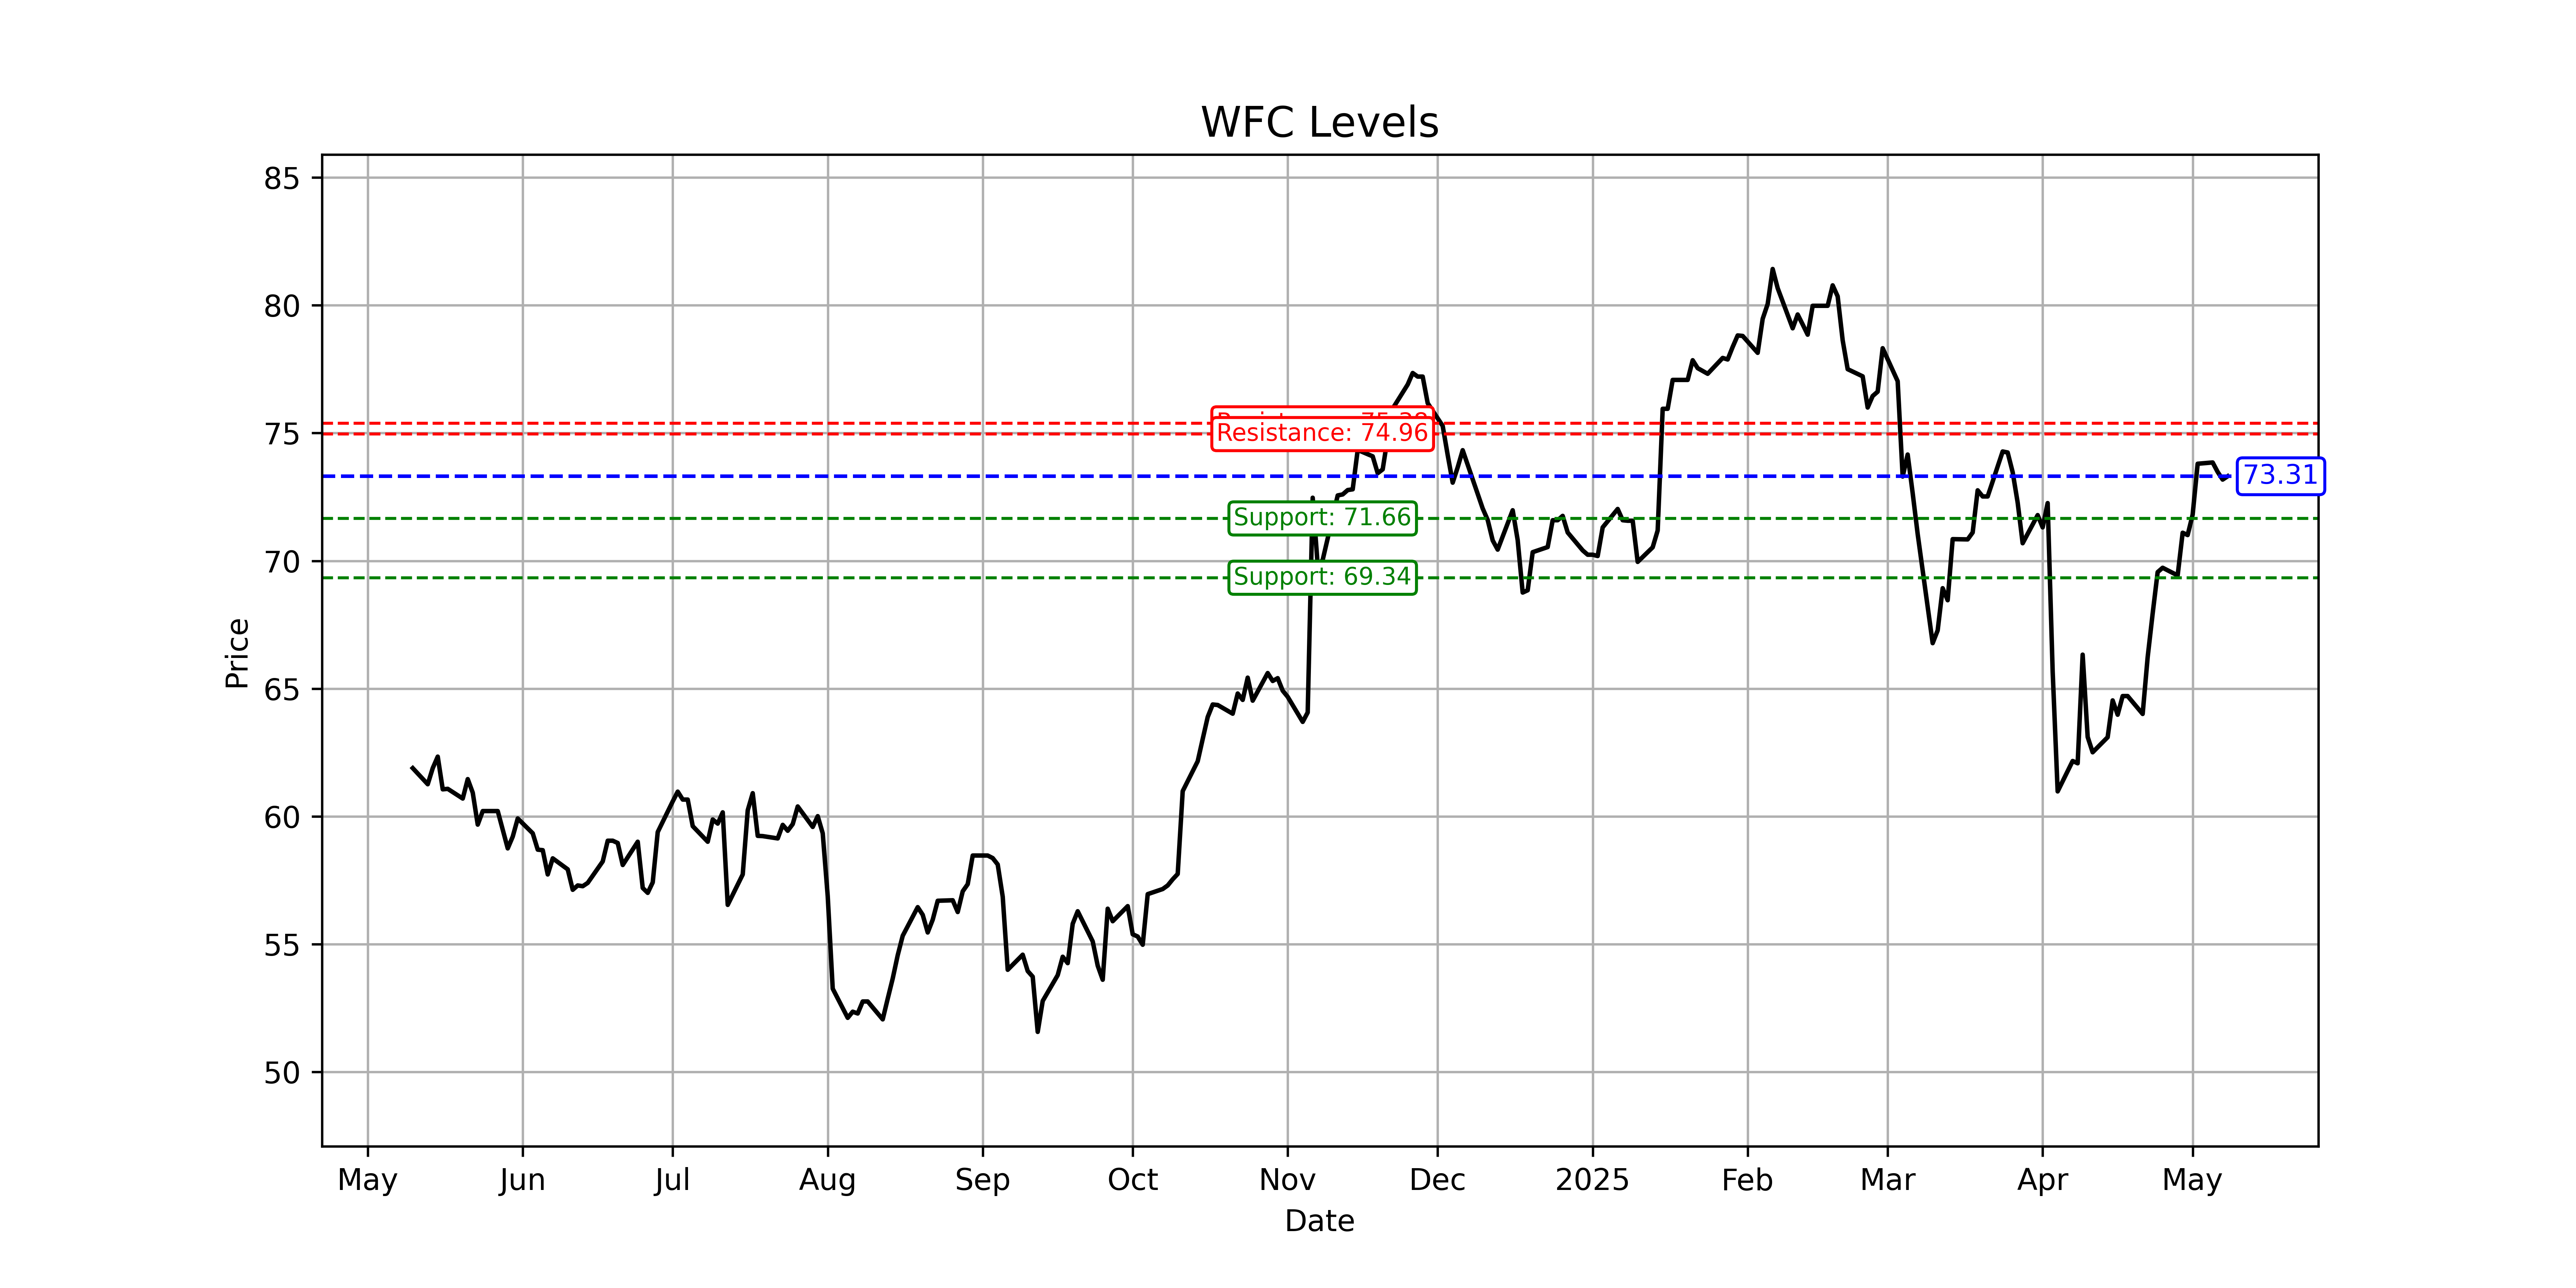 WFC Levels
85
80
75
70
65
60
55
50
Price
Resistance: 74.96
73.31
Support: 71.66
Support: 69.34
May
Jun
Jul
Aug
Sep
Oct
Nov
Dec
2025
Feb
Mar
Apr
May
Date